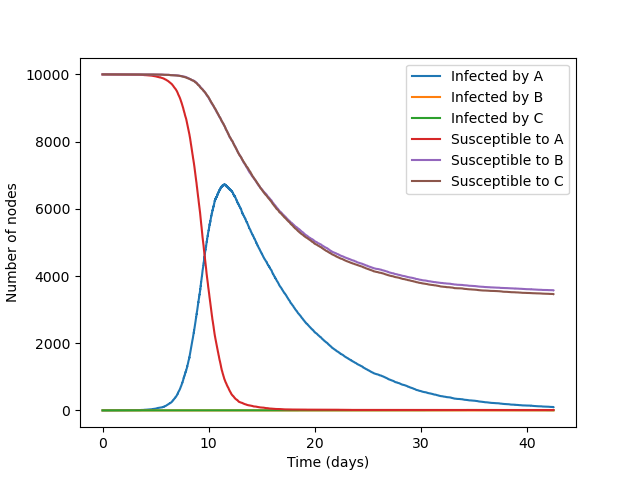 10000
8000
6000
4000
2000
0
Number of nodes
Infected by A
Infected by B
Infected by C
Susceptible to A
Susceptible to B
Susceptible to C
0 10 20 30 40
Time (days)